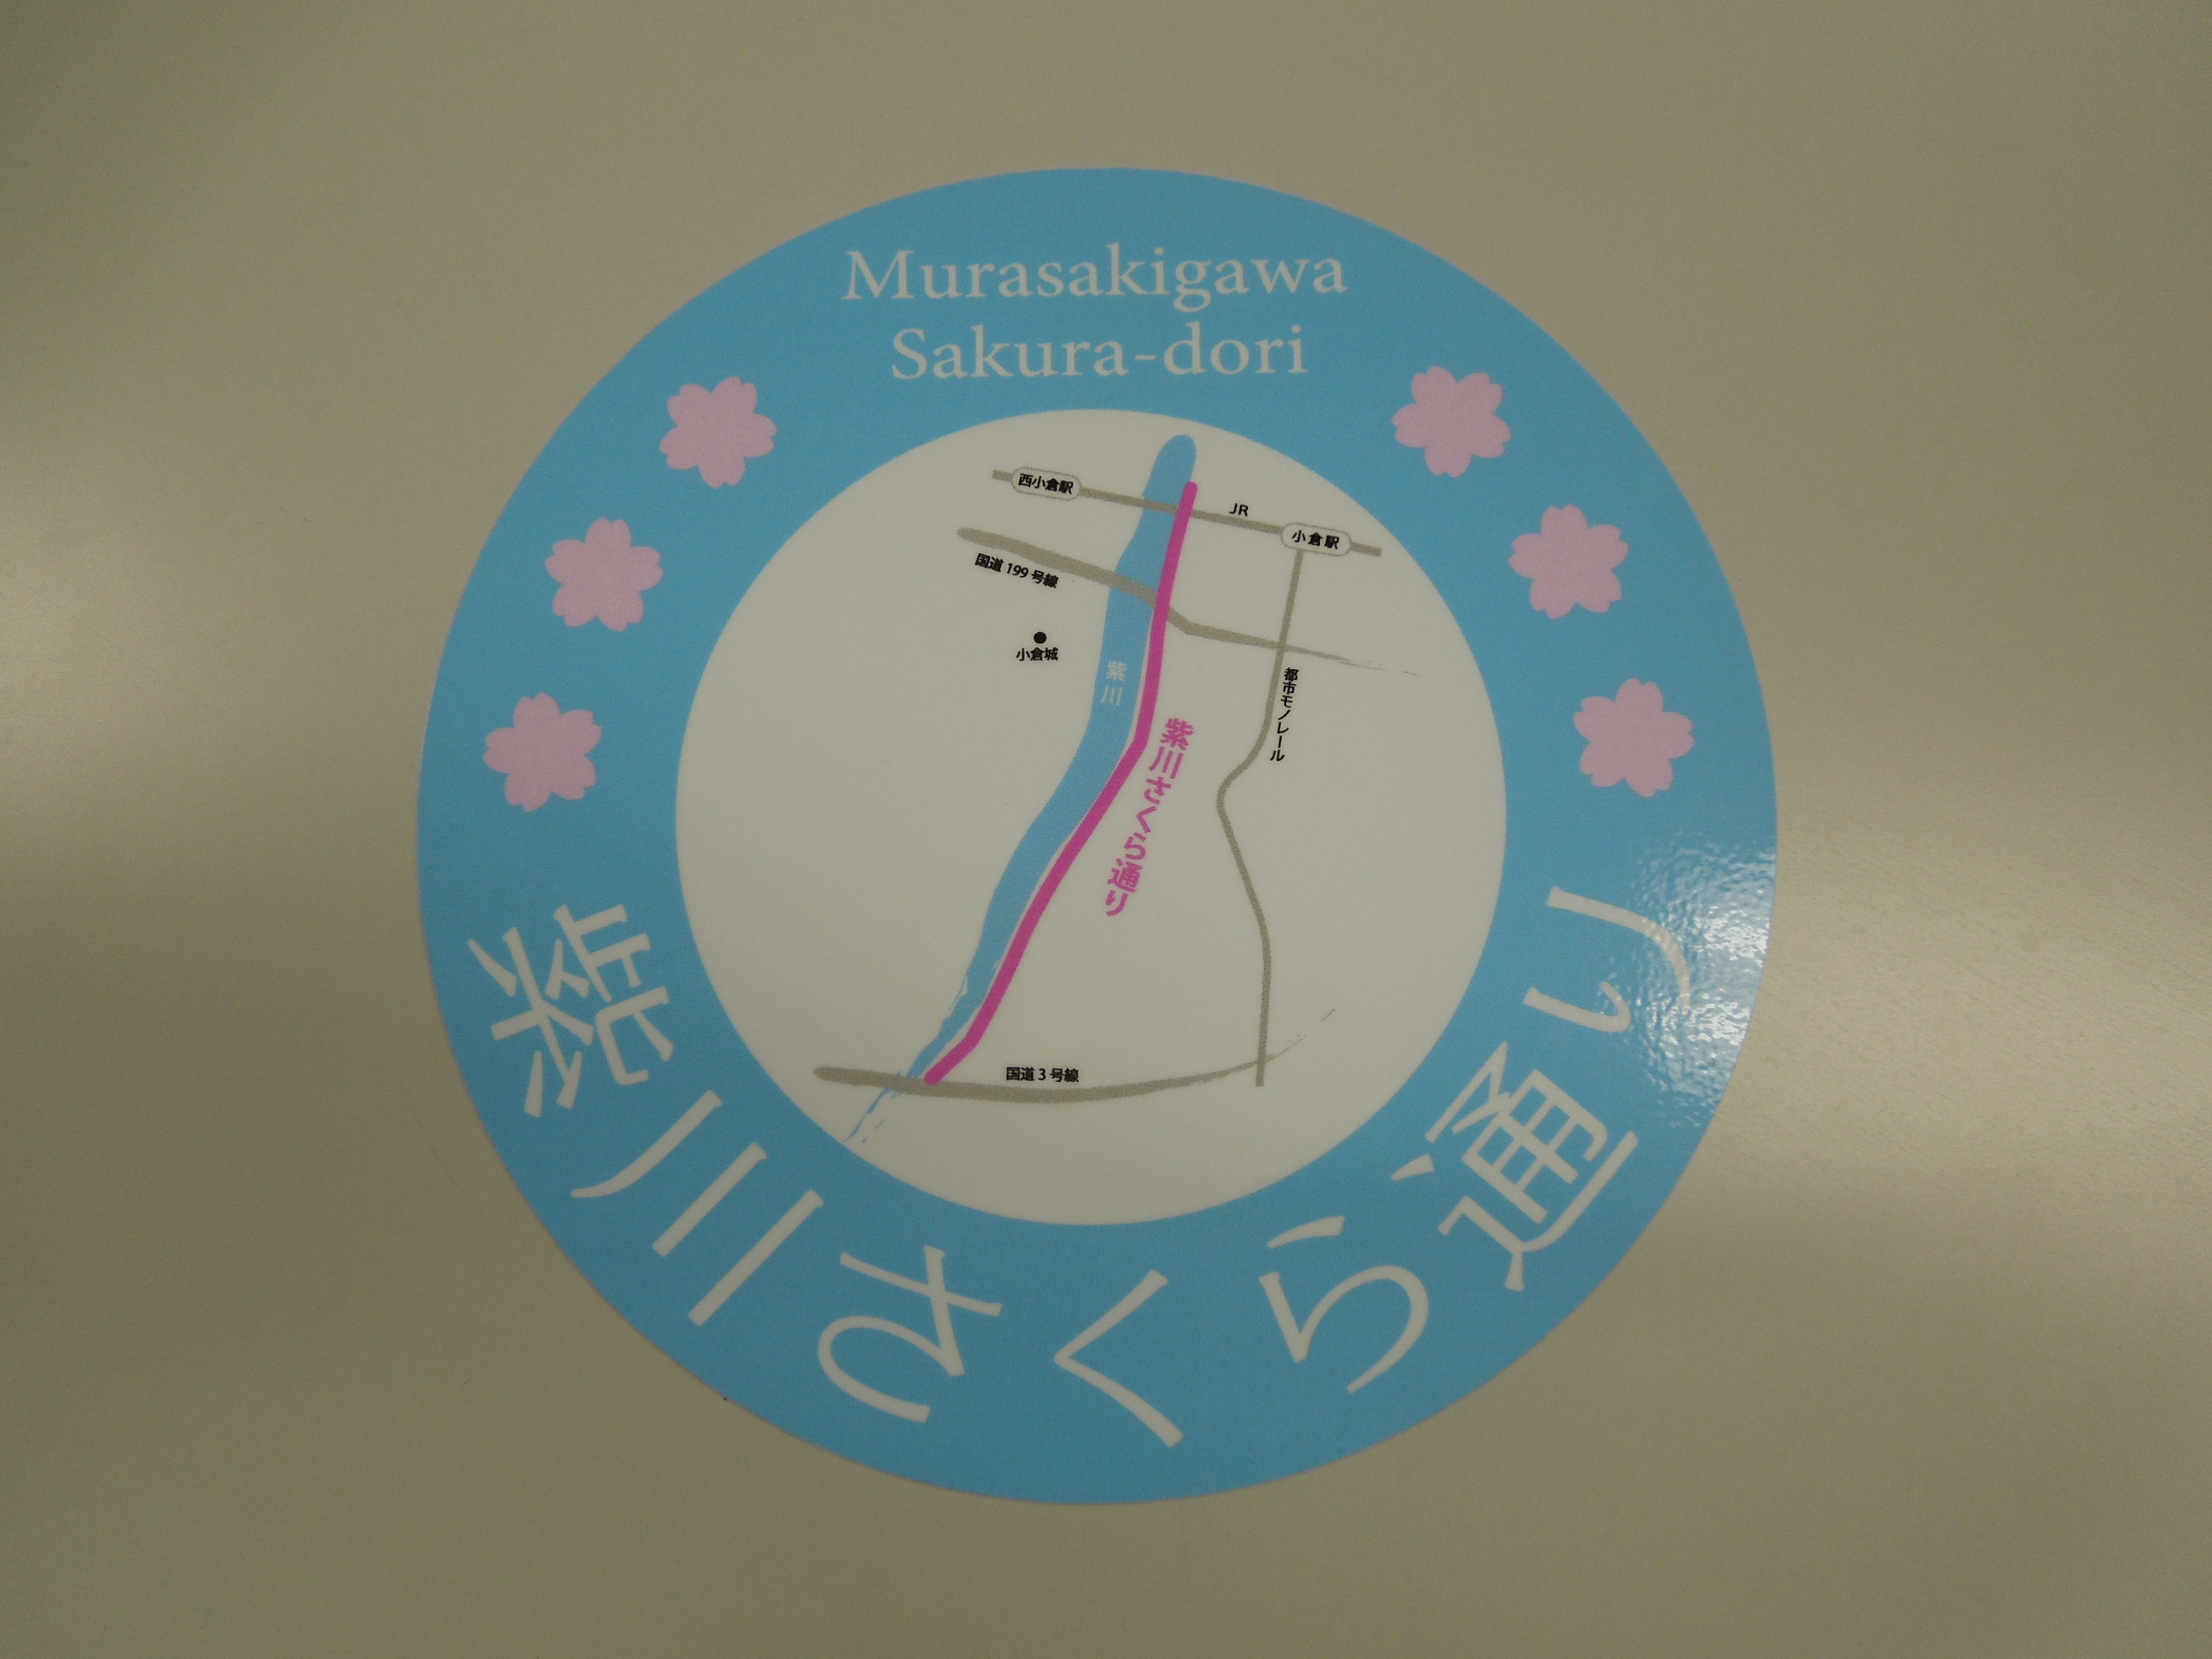 Murasakigawa
Sakura-dori
西小倉駅
JR
小倉駅
国道199号線
小倉城
紫川
都市モノレール
紫川さくら通り
国道3号線
紫川さくら通り